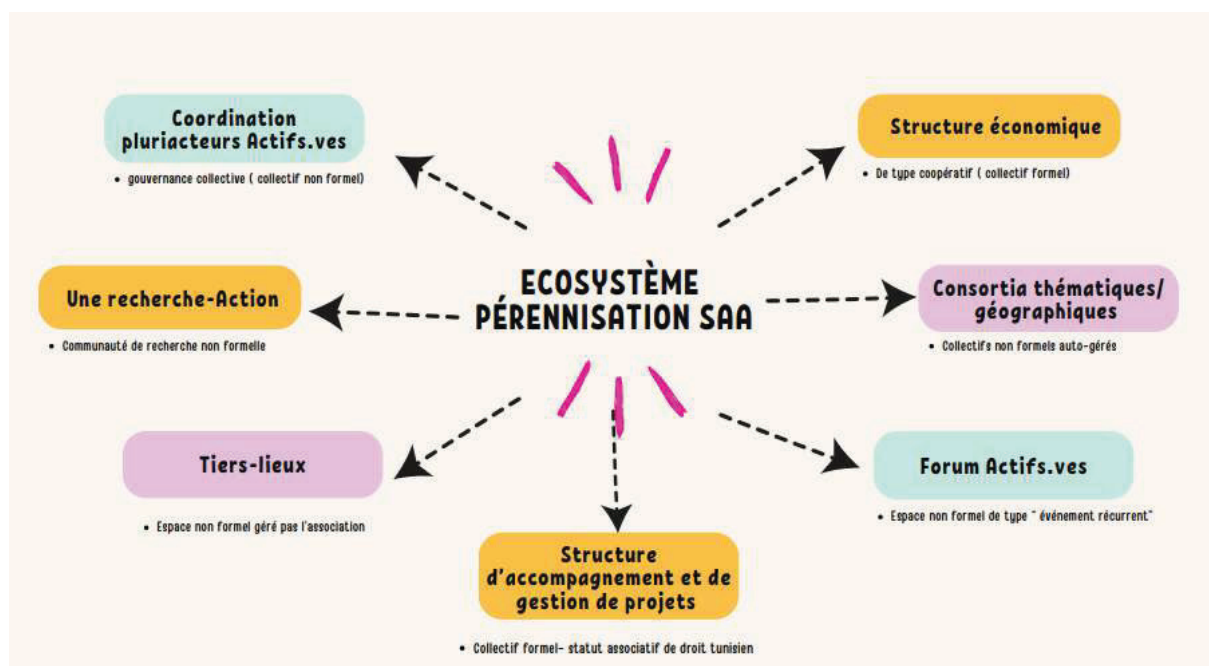 Coordination
pluriacteurs Actifs.ves
• gouvernance collective ( collectif non formel)
Structure économique
• De type coopératif ( collectif formel)
ECOSYSTÈME
PÉRENNISATION SAA
Une recherche-Action
• Communauté de recherche non formelle
Consortia thématiques/
géographiques
• Collectifs non formels auto-gérés
Tiers-lieux
• Espace non formel géré pas l'association
Forum Actifs.ves
• Espace non formel de type " événement récurrent"
Structure
d'accompagnement et de
gestion de projets
• Collectif formel- statut associatif de droit tunisien